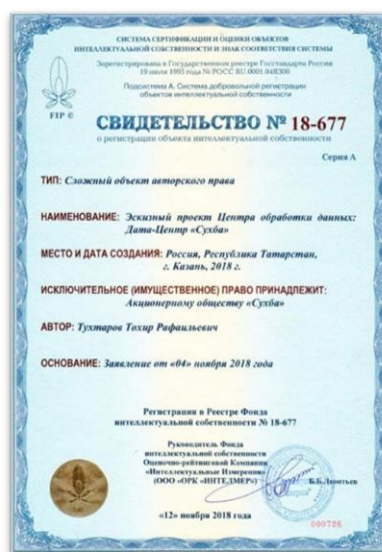 СИСТЕМА СЕРТИФИКАЦИИ И ОЦЕНКИ ОБЪЕКТОВ
ИНТЕЛЛЕКТУАЛЬНОЙ СОБСТВЕННОСТИ И ЗНАК СООТВЕТСТВИЯ СИСТЕМЫ
Зарегистрирована в Государственном реестре Госстандарта России
19 июля 1995 года № РОСС RU.0001.04ЯЗ00
Подсистема А. Система добровольной регистрации
объектов интеллектуальной собственности
FIP ©
СВИДЕТЕЛЬСТВО № 18-677
о регистрации объекта интеллектуальной собственности
Серия А
ТИП: Сложный объект авторского права
НАИМЕНОВАНИЕ: Эскизный проект Центра обработки данных:
Дата-Центр «Сухба»
МЕСТО И ДАТА СОЗДАНИЯ: Россия, Республика Татарстан,
г. Казань, 2018 г.
ИСКЛЮЧИТЕЛЬНОЕ (ИМУЩЕСТВЕННОЕ) ПРАВО ПРИНАДЛЕЖИТ:
Акционерному обществу «Сухба»
АВТОР: Тухтаров Тохир Рафаильевич
ОСНОВАНИЕ: Заявление от «04» ноября 2018 года
Регистрация в Реестре Фонда
интеллектуальной собственности № 18-677
Руководитель Фонда
интеллектуальной собственности
Оценочно-рейтинговой Компании
«Интеллектуальные Измерения»
(ООО «ОРК «ИНТЕЛМЕР») Б.Б.Леонтьев
«12» ноября 2018 года
000728